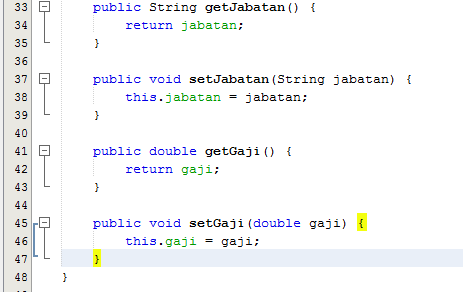 33 public String getJabatan() {
34 return jabatan;
35 }
36
37 public void setJabatan(String jabatan) {
38 this.jabatan = jabatan;
39 }
40
41 public double getGaji() {
42 return gaji;
43 }
44
45 public void setGaji(double gaji) {
46 this.gaji = gaji;
47 }
48 }